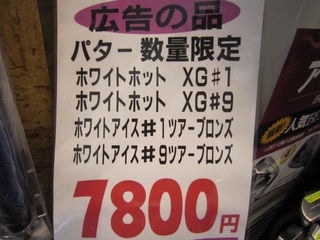 広告の品
パター 数量限定
ホワイトホット XG#1
ホワイトホット XG#9
ホワイトアイス#1ツアーブロンズ
ホワイトアイス#9ツアーブロンズ
7800円
人気